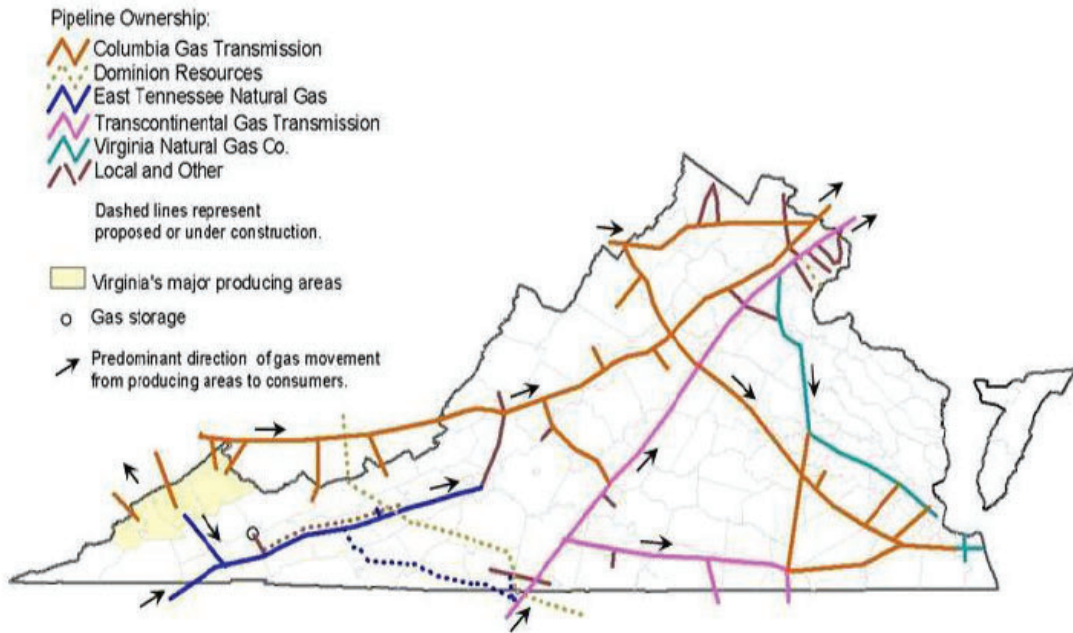 Pipeline Ownership:
Columbia Gas Transmission
Dominion Resources
East Tennessee Natural Gas
Transcontinental Gas Transmission
Virginia Natural Gas Co.
Local and Other
Dashed lines represent
proposed or under construction.
Virginia's major producing areas
Gas storage
Predominant direction of gas movement
from producing areas to consumers.